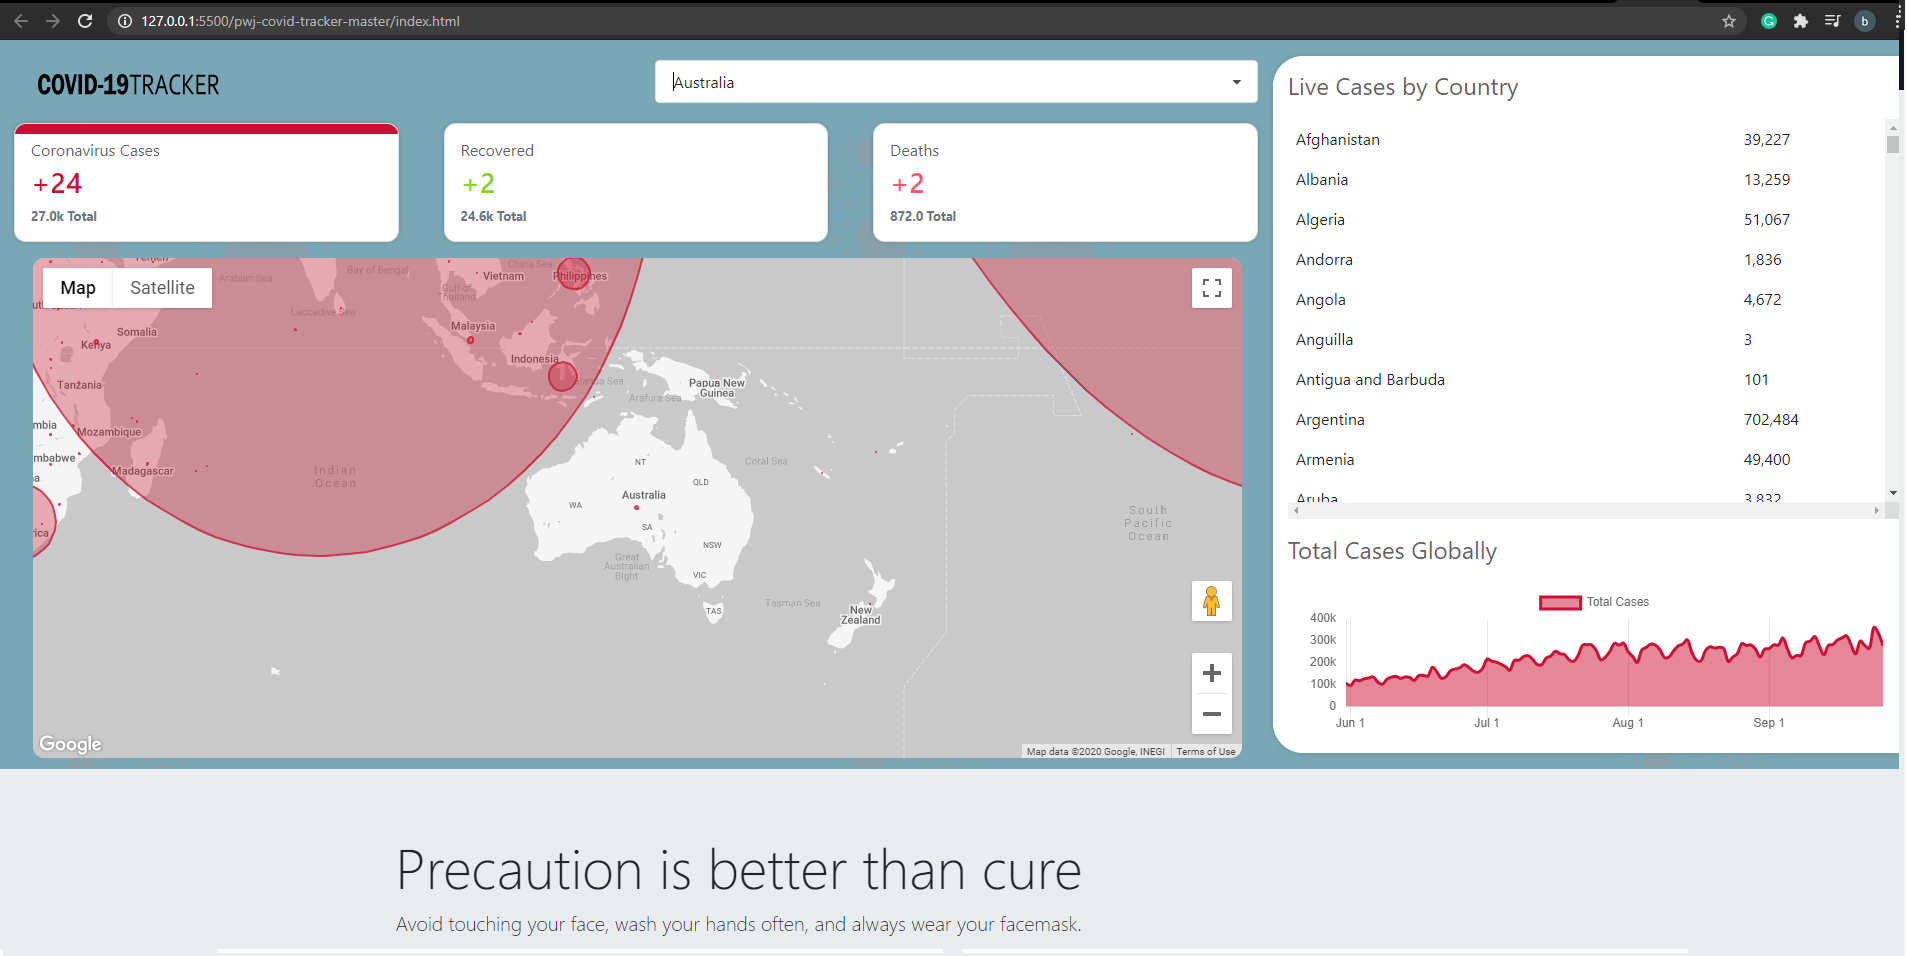 127.0.0.1:5500/pwj-covid-tracker-master/index.html
b
COVID-19TRACKER
Australia
Coronavirus Cases
+24
27.0k Total
Recovered
+2
24.6k Total
Deaths
+2
872.0 Total
Map
Satellite
Yemen
Arabian Sea
Bay of Bengal
China Sea
Vietnam
Philippines
Gulf of
Thailand
Laccadive Sea
Somalia
Malaysia
Kenya
Indonesia
Tanzania
Banda Sea
Papua New
Guinea
Arafura Sea
mbia
Mozambique
mbabwe
Madagascar
Indian
Ocean
NT
Coral Sea
QLD
Australia
WA
SA
South
Pacific
Ocean
rica
NSW
Great
Australian
Bight
VIC
TAS
Tasman Sea
New
Zealand
Google
Map data ©2020 Google, INEGI
Terms of Use
Live Cases by Country
Afghanistan 39,227
Albania 13,259
Algeria 51,067
Andorra 1,836
Angola 4,672
Anguilla 3
Antigua and Barbuda 101
Argentina 702,484
Armenia 49,400
Aruba 3,832
Total Cases Globally
Total Cases
400k
300k
200k
100k
0
Jun 1 Jul 1 Aug 1 Sep 1
Precaution is better than cure
Avoid touching your face, wash your hands often, and always wear your facemask.